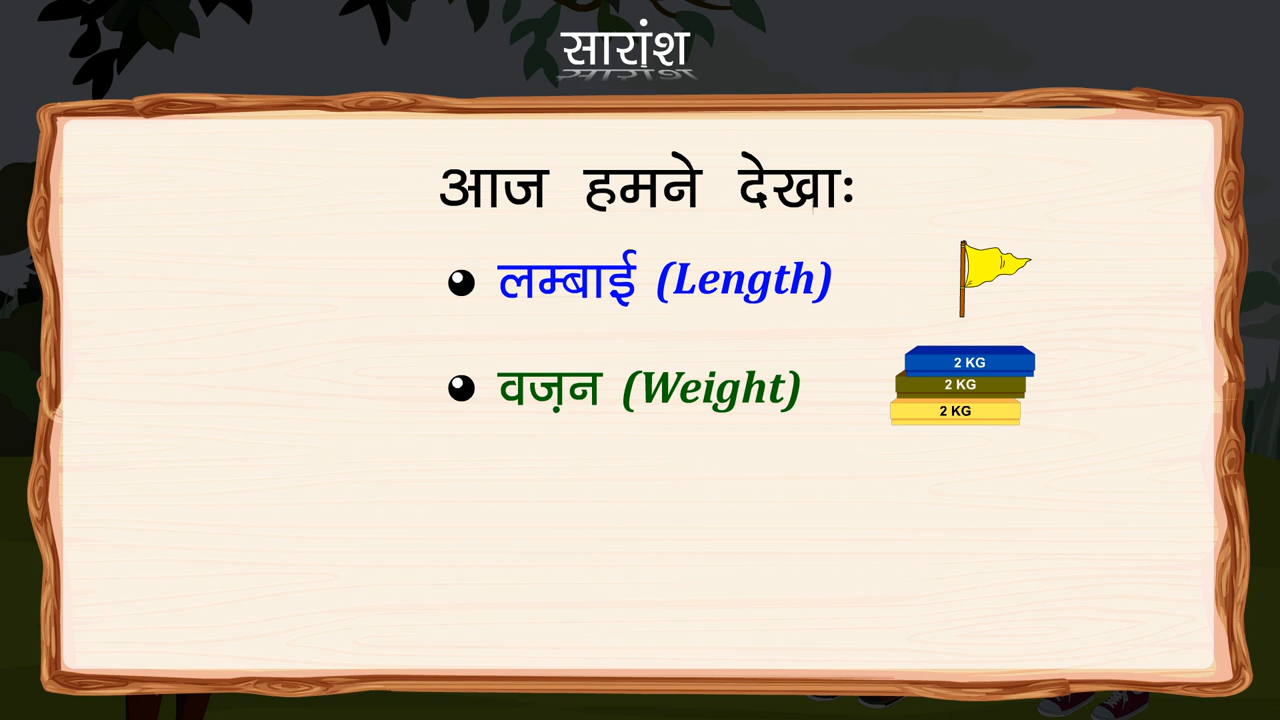 सारांश
आज हमने देखाः
• लम्बाई (Length)
2 KG
• वज़न (Weight)
2 KG
2 KG